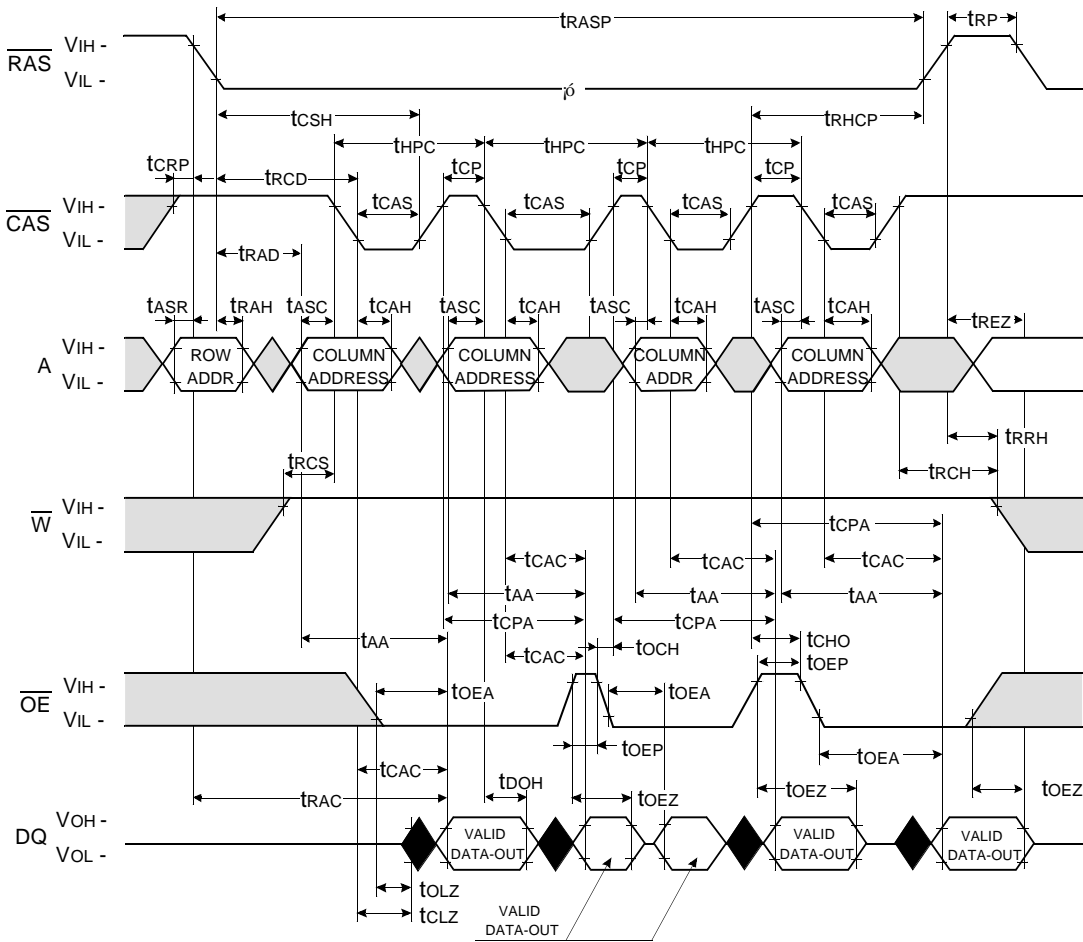 tRASP tRP
RAS VIH -
VIL -
¡ó
tCSH tRHCP
tHPC tHPC tHPC
tCRP tRCD tCP tCP tCP
CAS VIH -
VIL -
tCAS tCAS tCAS tCAS
tRAD
tASR tRAH tASC tCAH tASC tCAH tASC tCAH tASC tCAH tREZ
A VIH -
VIL -
ROW ADDR
COLUMN ADDRESS
COLUMN ADDRESS
COLUMN ADDR
COLUMN ADDRESS
tRRH
tRCS tRCH
W VIH -
VIL -
tCPA
tCAC tCAC tCAC
tAA tAA tAA
tCPA tCPA
tAA tCHO
tCAC tOCH tOEP
OE VIH -
VIL -
tOEA tOEA
tOEP tOEA
tCAC tDOH
tRAC tOEZ tOEZ tOEZ
DQ VOH -
VOL -
VALID DATA-OUT
VALID DATA-OUT
VALID DATA-OUT
tOLZ
tCLZ
VALID
DATA-OUT